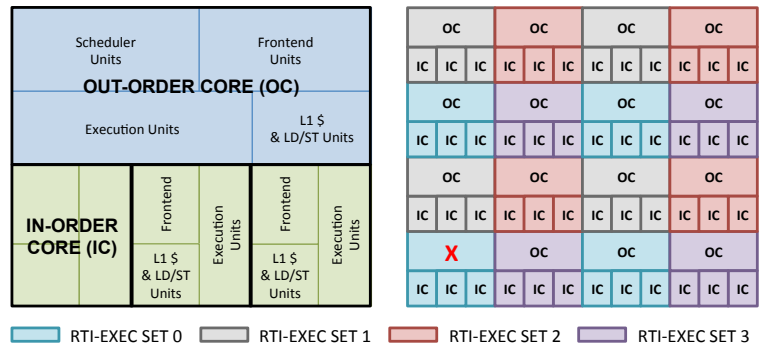 Scheduler
Units
Frontend
Units
OUT-ORDER CORE (OC)
Execution Units
L1 $
& LD/ST Units
IN-ORDER
CORE (IC)
Frontend
L1 $
& LD/ST
Units
Execution
Units
Frontend
L1 $
& LD/ST
Units
Execution
Units
OC OC OC OC
IC IC IC IC IC IC IC IC IC IC IC IC
OC OC OC OC
IC IC IC IC IC IC IC IC IC IC IC IC
OC OC OC OC
IC IC IC IC IC IC IC IC IC IC IC IC
X OC OC OC
IC IC IC IC IC IC IC IC IC IC IC IC
RTI-EXEC SET 0 RTI-EXEC SET 1 RTI-EXEC SET 2 RTI-EXEC SET 3